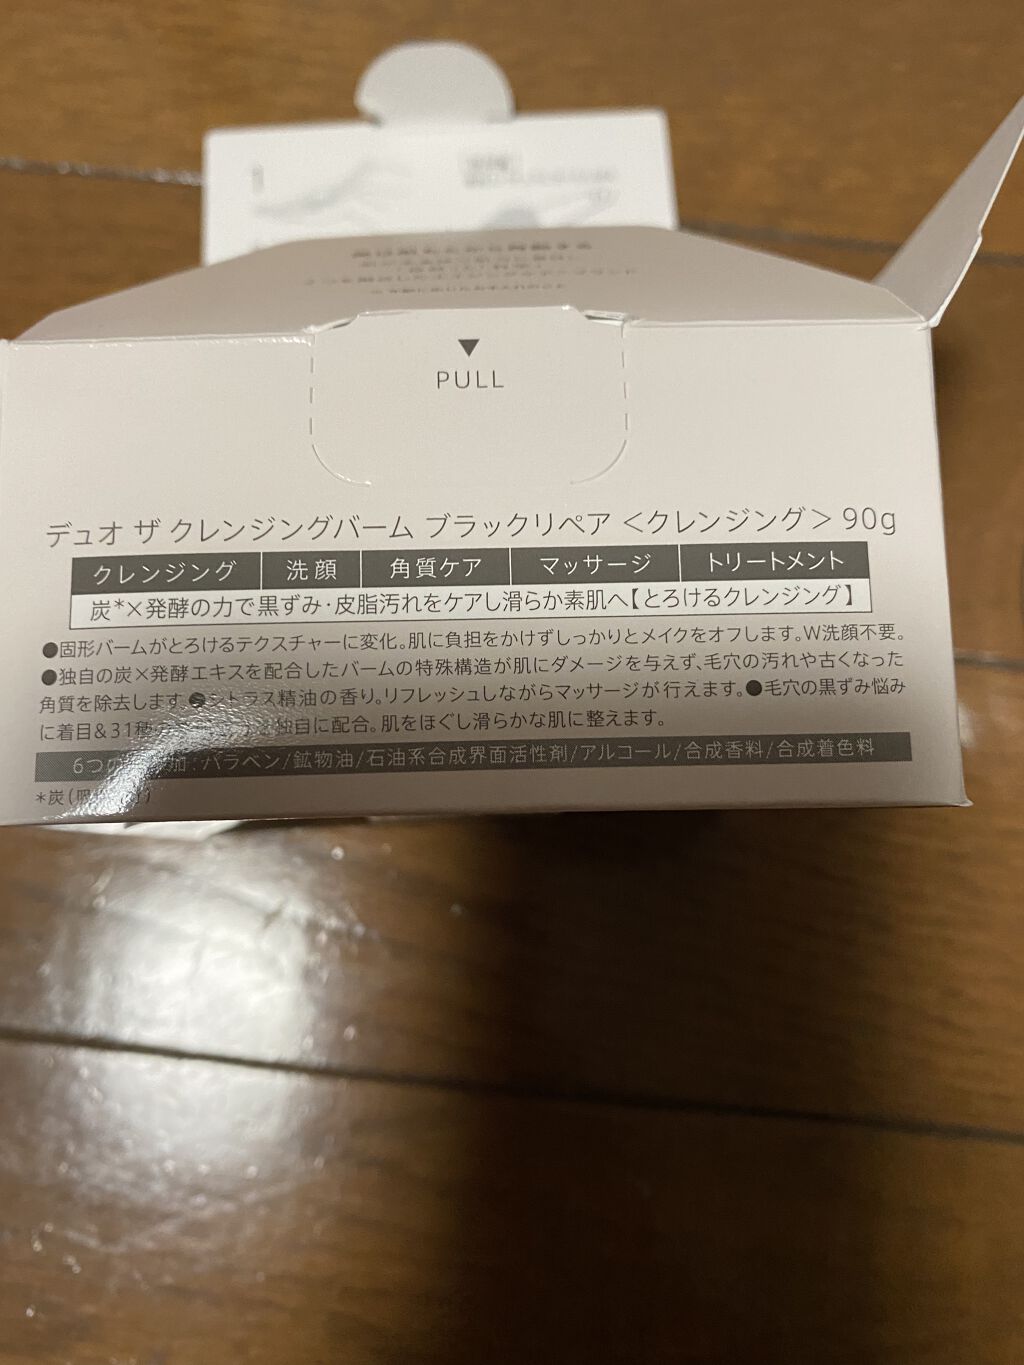 PULL
デュオ ザ クレンジングバーム ブラックリペア <クレンジング> 90g
クレンジング 洗顔 角質ケア マッサージ トリートメント
炭*×発酵の力で黒ずみ・皮脂汚れをケアし滑らか素肌へ【とろけるクレンジング】
●固形バームがとろけるテクスチャーに変化。肌に負担をかけずしっかりとメイクをオフします。W洗顔不要。
●独自の炭×発酵エキスを配合したバームの特殊構造が肌にダメージを与えず、毛穴の汚れや古くなった
角質を除去します。●シトラス精油の香り。リフレッシュしながらマッサージが行えます。●毛穴の黒ずみ悩み
に着目&31種 独自に配合。肌をほぐし滑らかな肌に整えます。
6つの 加:パラベン/鉱物油/石油系合成界面活性剤/アルコール/合成香料/合成着色料
*炭(